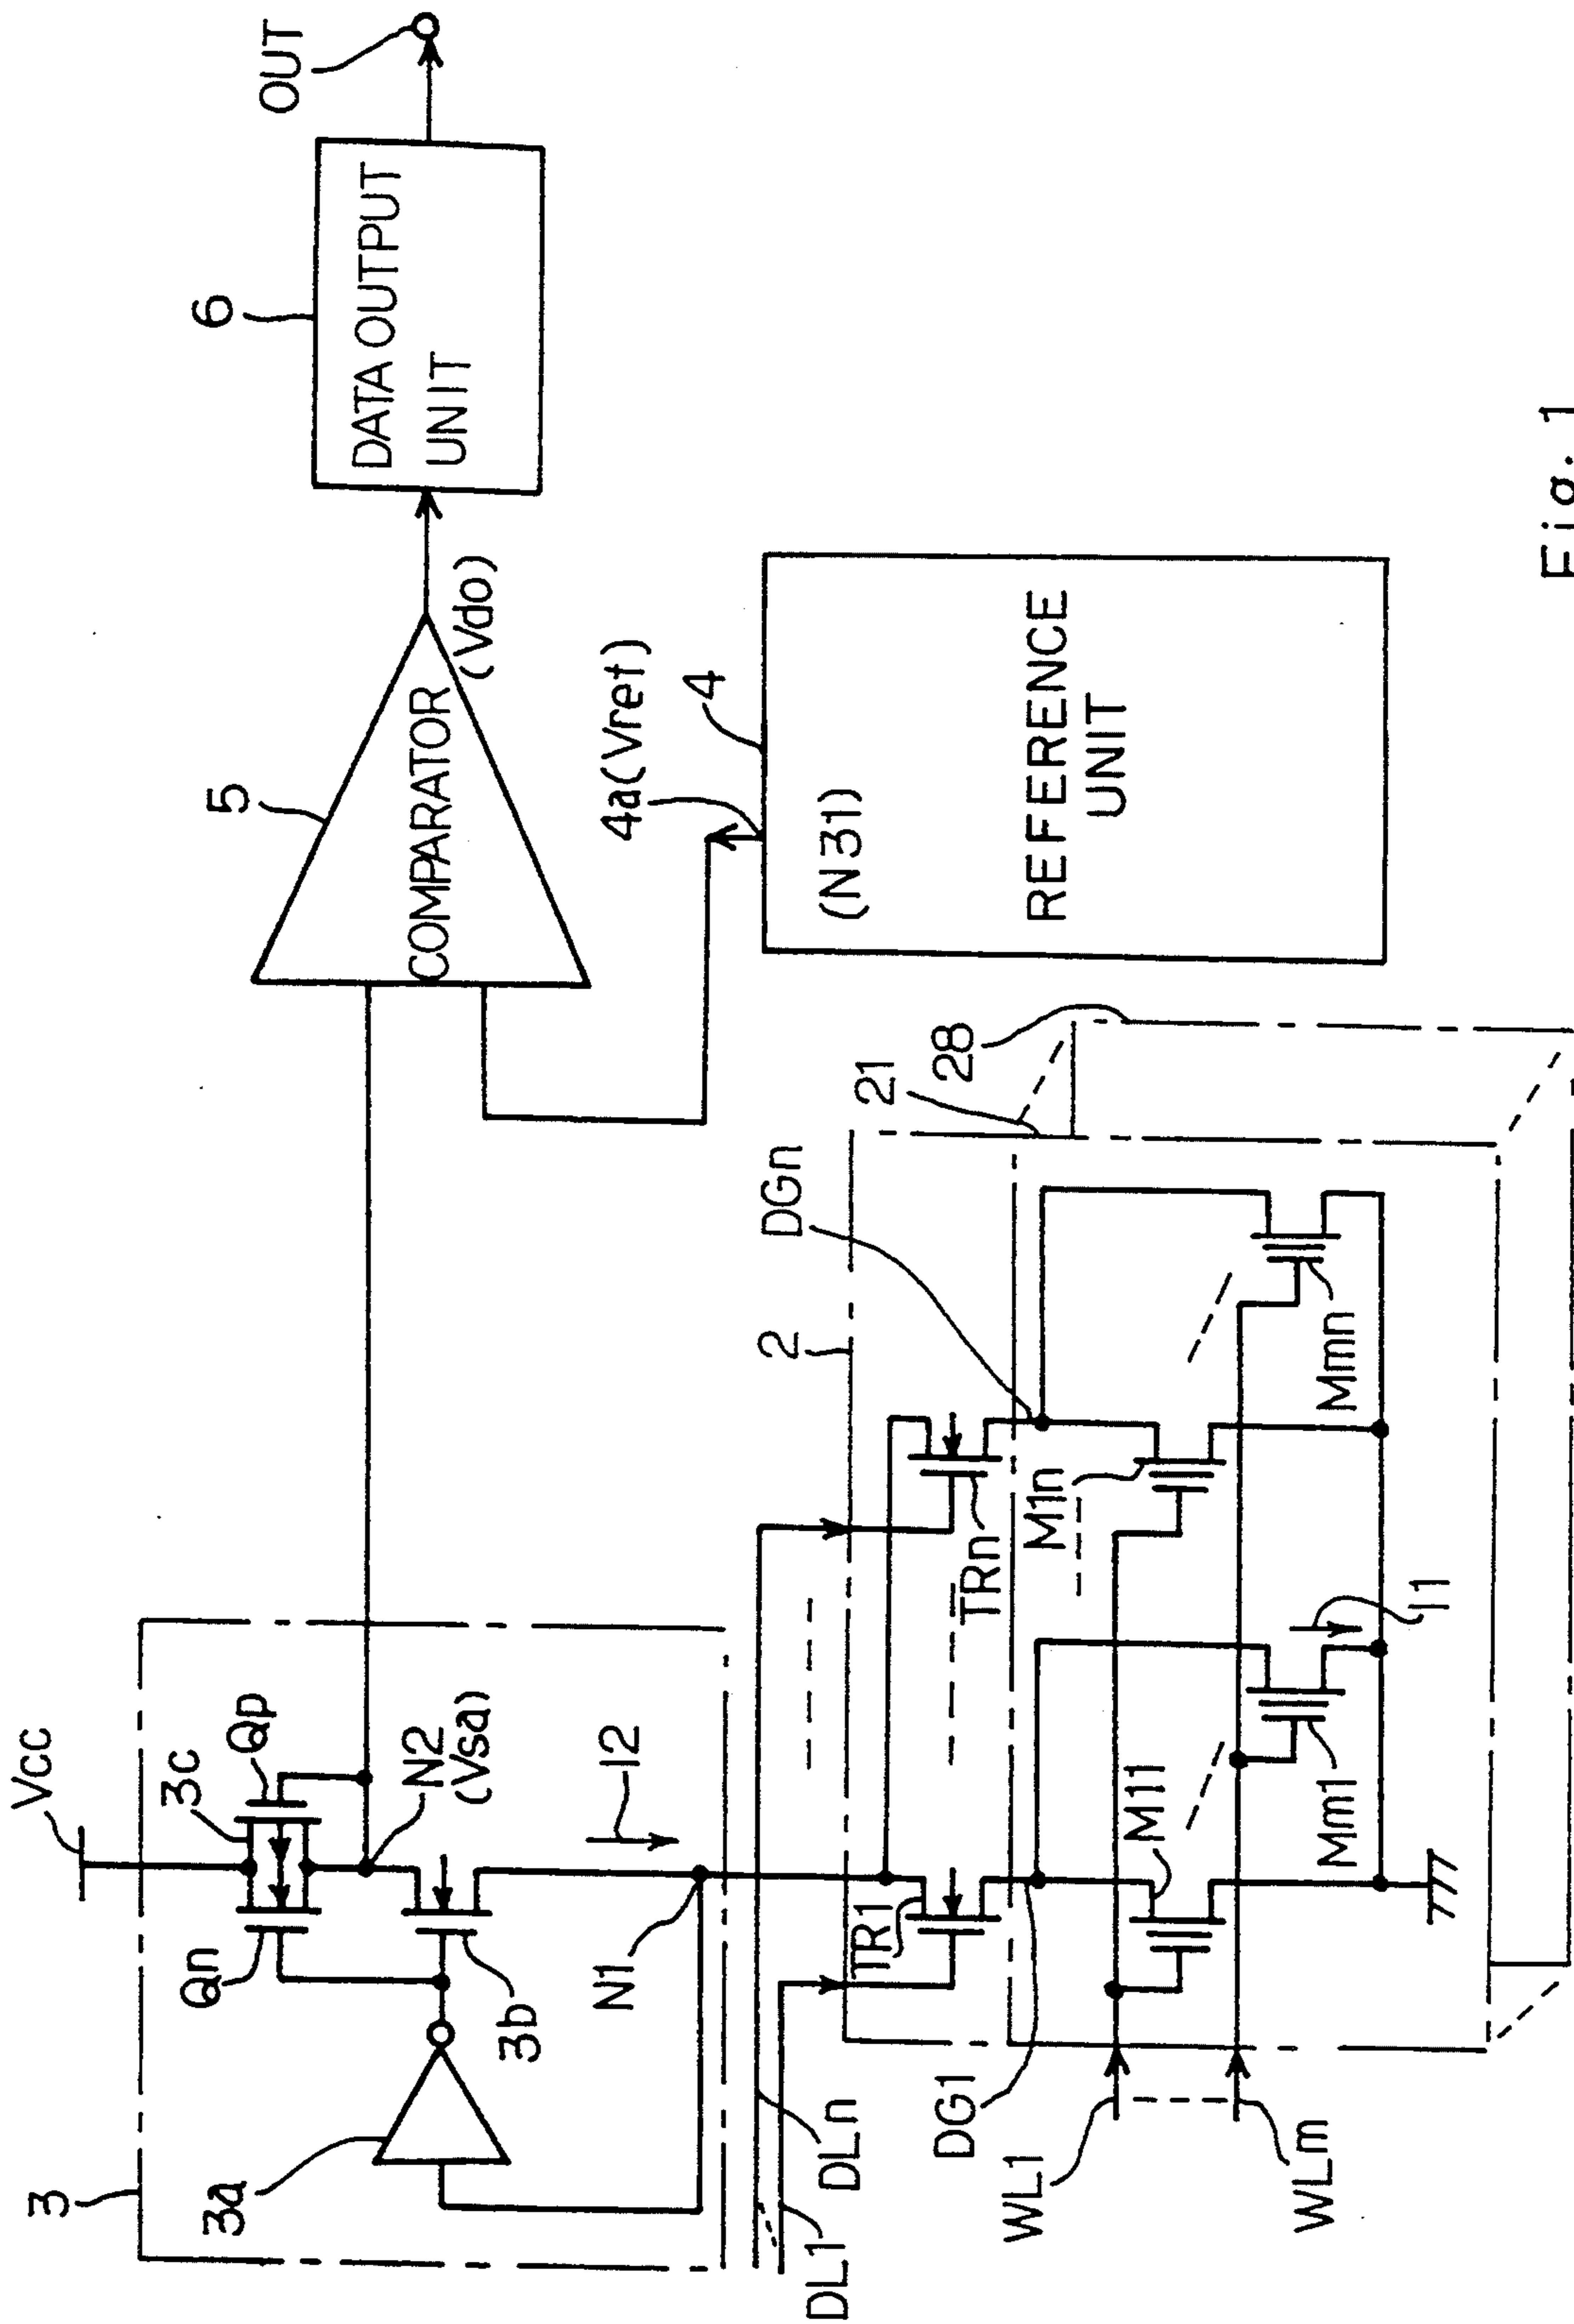 Vcc
3
3c
Qp
Qn
3a
3b
N2
(Vsa)
I2
N1
5
COMPARATOR
(Vdo)
6
DATA OUTPUT
UNIT
OUT
4a(Vref)
4
(N31)
REFERENCE
UNIT
DLn
DL1
2
DGn
21
28
TR1
TRn
DG1
M1n
M11
Mm1
I1
Mmn
WL1
WLm
Fig. 1